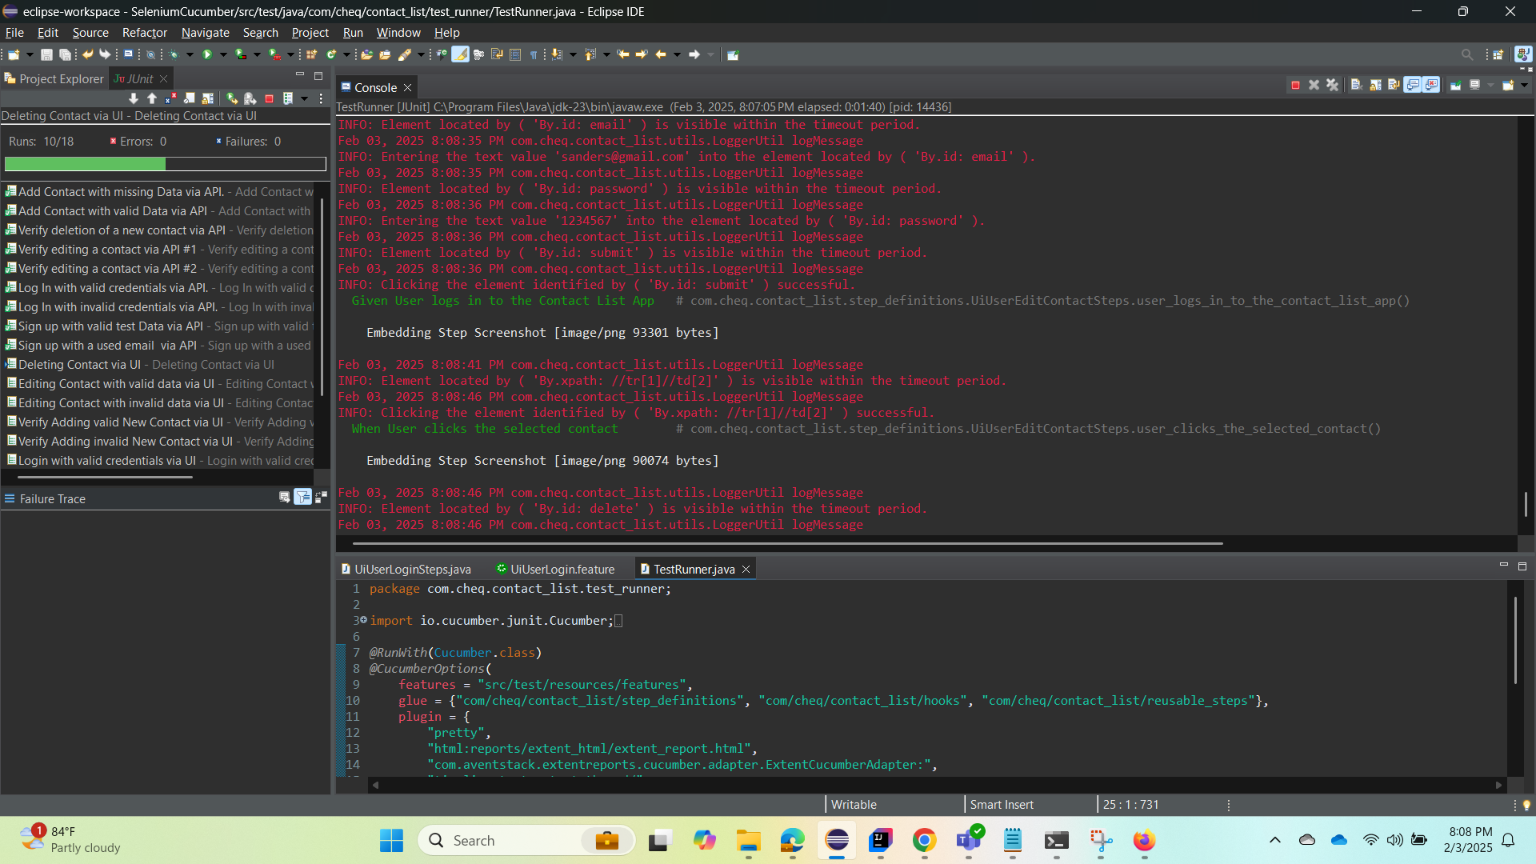 eclipse-workspace - SeleniumCucumber/src/test/java/com/cheq/contact_list/test_runner/TestRunner.java - Eclipse IDE
File Edit Source Refactor Navigate Search Project Run Window Help
Project Explorer JUnit
Console
TestRunner [JUnit] C:\Program Files\Java\jdk-23\bin\javaw.exe (Feb 3, 2025, 8:07:05 PM elapsed: 0:01:40) [pid: 14436]
Deleting Contact via UI - Deleting Contact via UI
Runs: 10/18 Errors: 0 Failures: 0
Add Contact with missing Data via API. - Add Contact w
Add Contact with valid Data via API - Add Contact with
Verify deletion of a new contact via API - Verify deletion
Verify editing a contact via API #1 - Verify editing a cont
Verify editing a contact via API #2 - Verify editing a cont
Log In with valid credentials via API. - Log In with valid c
Log In with invalid credentials via API. - Log In with inval
Sign up with valid test Data via API - Sign up with valid
Sign up with a used email  via API - Sign up with a used
Deleting Contact via UI - Deleting Contact via UI
Editing Contact with valid data via UI - Editing Contact v
Editing Contact with invalid data via UI - Editing Contac
Verify Adding valid New Contact via UI - Verify Adding v
Verify Adding invalid New Contact via UI - Verify Adding
Login with valid credentials via UI - Login with valid cred
Failure Trace
INFO: Element located by ( 'By.id: email' ) is visible within the timeout period.
Feb 03, 2025 8:08:35 PM com.cheq.contact_list.utils.LoggerUtil logMessage
INFO: Entering the text value 'sanders@gmail.com' into the element located by ( 'By.id: email' ).
Feb 03, 2025 8:08:35 PM com.cheq.contact_list.utils.LoggerUtil logMessage
INFO: Element located by ( 'By.id: password' ) is visible within the timeout period.
Feb 03, 2025 8:08:36 PM com.cheq.contact_list.utils.LoggerUtil logMessage
INFO: Entering the text value '1234567' into the element located by ( 'By.id: password' ).
Feb 03, 2025 8:08:36 PM com.cheq.contact_list.utils.LoggerUtil logMessage
INFO: Element located by ( 'By.id: submit' ) is visible within the timeout period.
Feb 03, 2025 8:08:36 PM com.cheq.contact_list.utils.LoggerUtil logMessage
INFO: Clicking the element identified by ( 'By.id: submit' ) successful.
Given User logs in to the Contact List App # com.cheq.contact_list.step_definitions.UiUserEditContactSteps.user_logs_in_to_the_contact_list_app()
Embedding Step Screenshot [image/png 93301 bytes]
Feb 03, 2025 8:08:41 PM com.cheq.contact_list.utils.LoggerUtil logMessage
INFO: Element located by ( 'By.xpath: //tr[1]//td[2]' ) is visible within the timeout period.
Feb 03, 2025 8:08:46 PM com.cheq.contact_list.utils.LoggerUtil logMessage
INFO: Clicking the element identified by ( 'By.xpath: //tr[1]//td[2]' ) successful.
When User clicks the selected contact # com.cheq.contact_list.step_definitions.UiUserEditContactSteps.user_clicks_the_selected_contact()
Embedding Step Screenshot [image/png 90074 bytes]
Feb 03, 2025 8:08:46 PM com.cheq.contact_list.utils.LoggerUtil logMessage
INFO: Element located by ( 'By.id: delete' ) is visible within the timeout period.
Feb 03, 2025 8:08:46 PM com.cheq.contact_list.utils.LoggerUtil logMessage
UiUserLoginSteps.java UiUserLogin.feature TestRunner.java
1 package com.cheq.contact_list.test_runner;
2
3 import io.cucumber.junit.Cucumber;
6
7 @RunWith(Cucumber.class)
8 @CucumberOptions(
9 features = "src/test/resources/features",
10 glue = {"com/cheq/contact_list/step_definitions", "com/cheq/contact_list/hooks", "com/cheq/contact_list/reusable_steps"},
11 plugin = {
12 "pretty",
13 "html:reports/extent_html/extent_report.html",
14 "com.aventstack.extentreports.cucumber.adapter.ExtentCucumberAdapter:",
Writable Smart Insert 25 : 1 : 731
1 84°F
Partly cloudy
Search
8:08 PM
2/3/2025